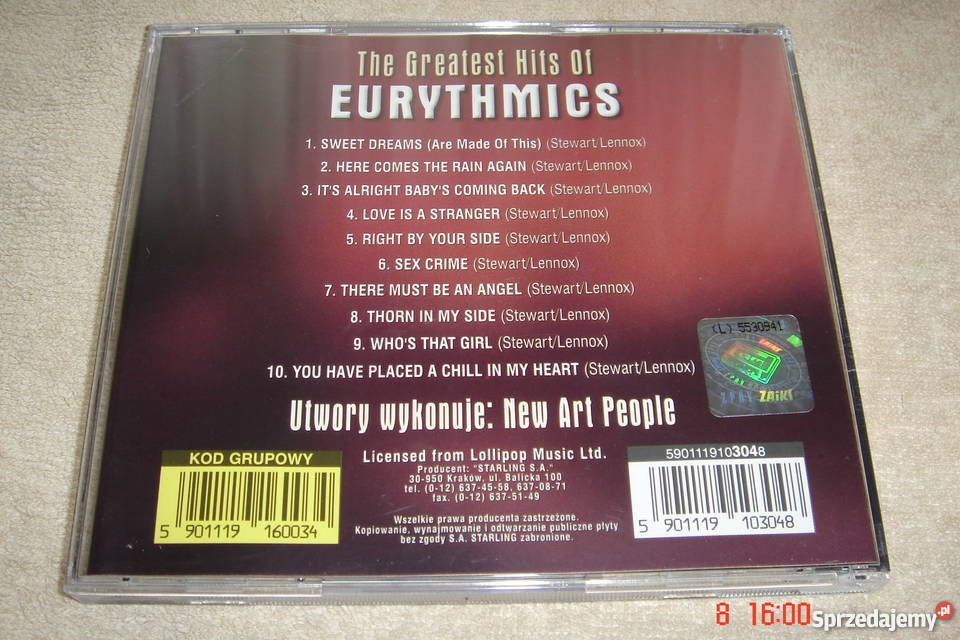 The Greatest Hits Of
EURYTHMICS
1. SWEET DREAMS (Are Made Of This) (Stewart/Lennox)
2. HERE COMES THE RAIN AGAIN (Stewart/Lennox)
3. IT'S ALRIGHT BABY'S COMING BACK (Stewart/Lennox)
4. LOVE IS A STRANGER (Stewart/Lennox)
5. RIGHT BY YOUR SIDE (Stewart/Lennox)
6. SEX CRIME (Stewart/Lennox)
7. THERE MUST BE AN ANGEL (Stewart/Lennox)
8. THORN IN MY SIDE (Stewart/Lennox)
9. WHO'S THAT GIRL (Stewart/Lennox)
10. YOU HAVE PLACED A CHILL IN MY HEART (Stewart/Lennox)
(L) 5530941
ZAiKS
Utwory wykonuje: New Art People
KOD GRUPOWY
5 901119 160034
Licensed from Lollipop Music Ltd.
Producent: "STARLING S.A."
30-950 Kraków, ul. Balicka 100
tel. (0-12) 637-45-58, 637-08-71
fax. (0-12) 637-51-49
Wszelkie prawa producenta zastrzeżone.
Kopiowanie, wynajmowanie i odtwarzanie publiczne płyty
bez zgody S.A. STARLING zabronione.
5901119103048
5 901119 103048
8 16:00
Sprzedajemy.pl